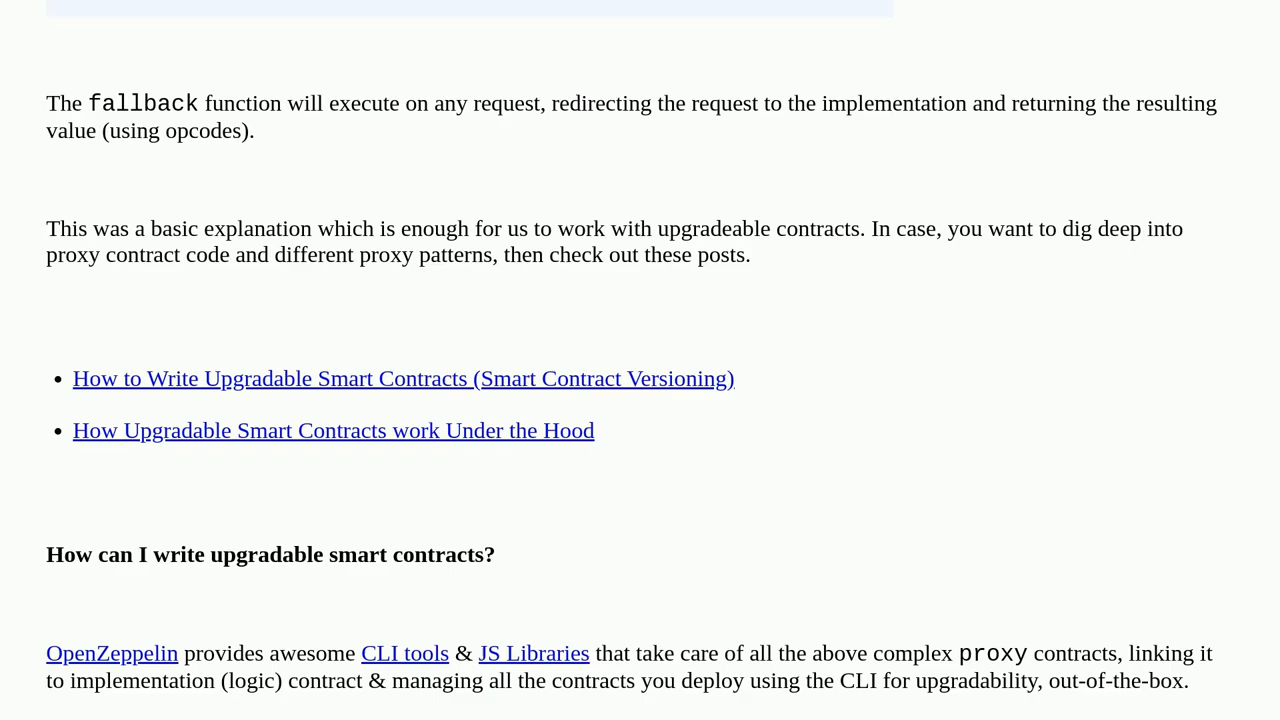 The fallback function will execute on any request, redirecting the request to the implementation and returning the resulting
value (using opcodes).
This was a basic explanation which is enough for us to work with upgradeable contracts. In case, you want to dig deep into
proxy contract code and different proxy patterns, then check out these posts.
• How to Write Upgradable Smart Contracts (Smart Contract Versioning)
• How Upgradable Smart Contracts work Under the Hood
How can I write upgradable smart contracts?
OpenZeppelin provides awesome CLI tools & JS Libraries that take care of all the above complex proxy contracts, linking it
to implementation (logic) contract & managing all the contracts you deploy using the CLI for upgradability, out-of-the-box.